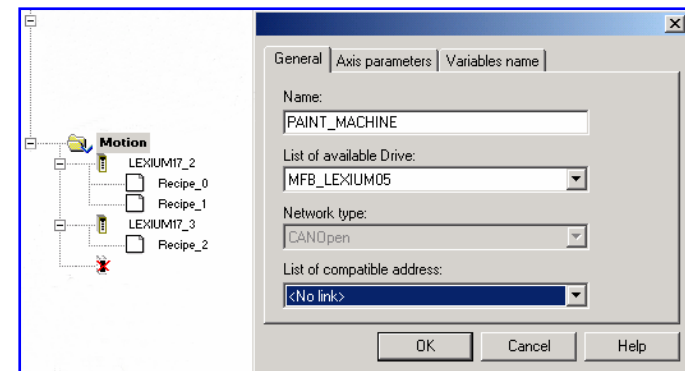 Motion
LEXIUM17_2
Recipe_0
Recipe_1
LEXIUM17_3
Recipe_2
General Axis parameters Variables name
Name:
PAINT_MACHINE
List of available Drive:
MFB_LEXIUM05
Network type:
CANOpen
List of compatible address:
<No link>
OK Cancel Help